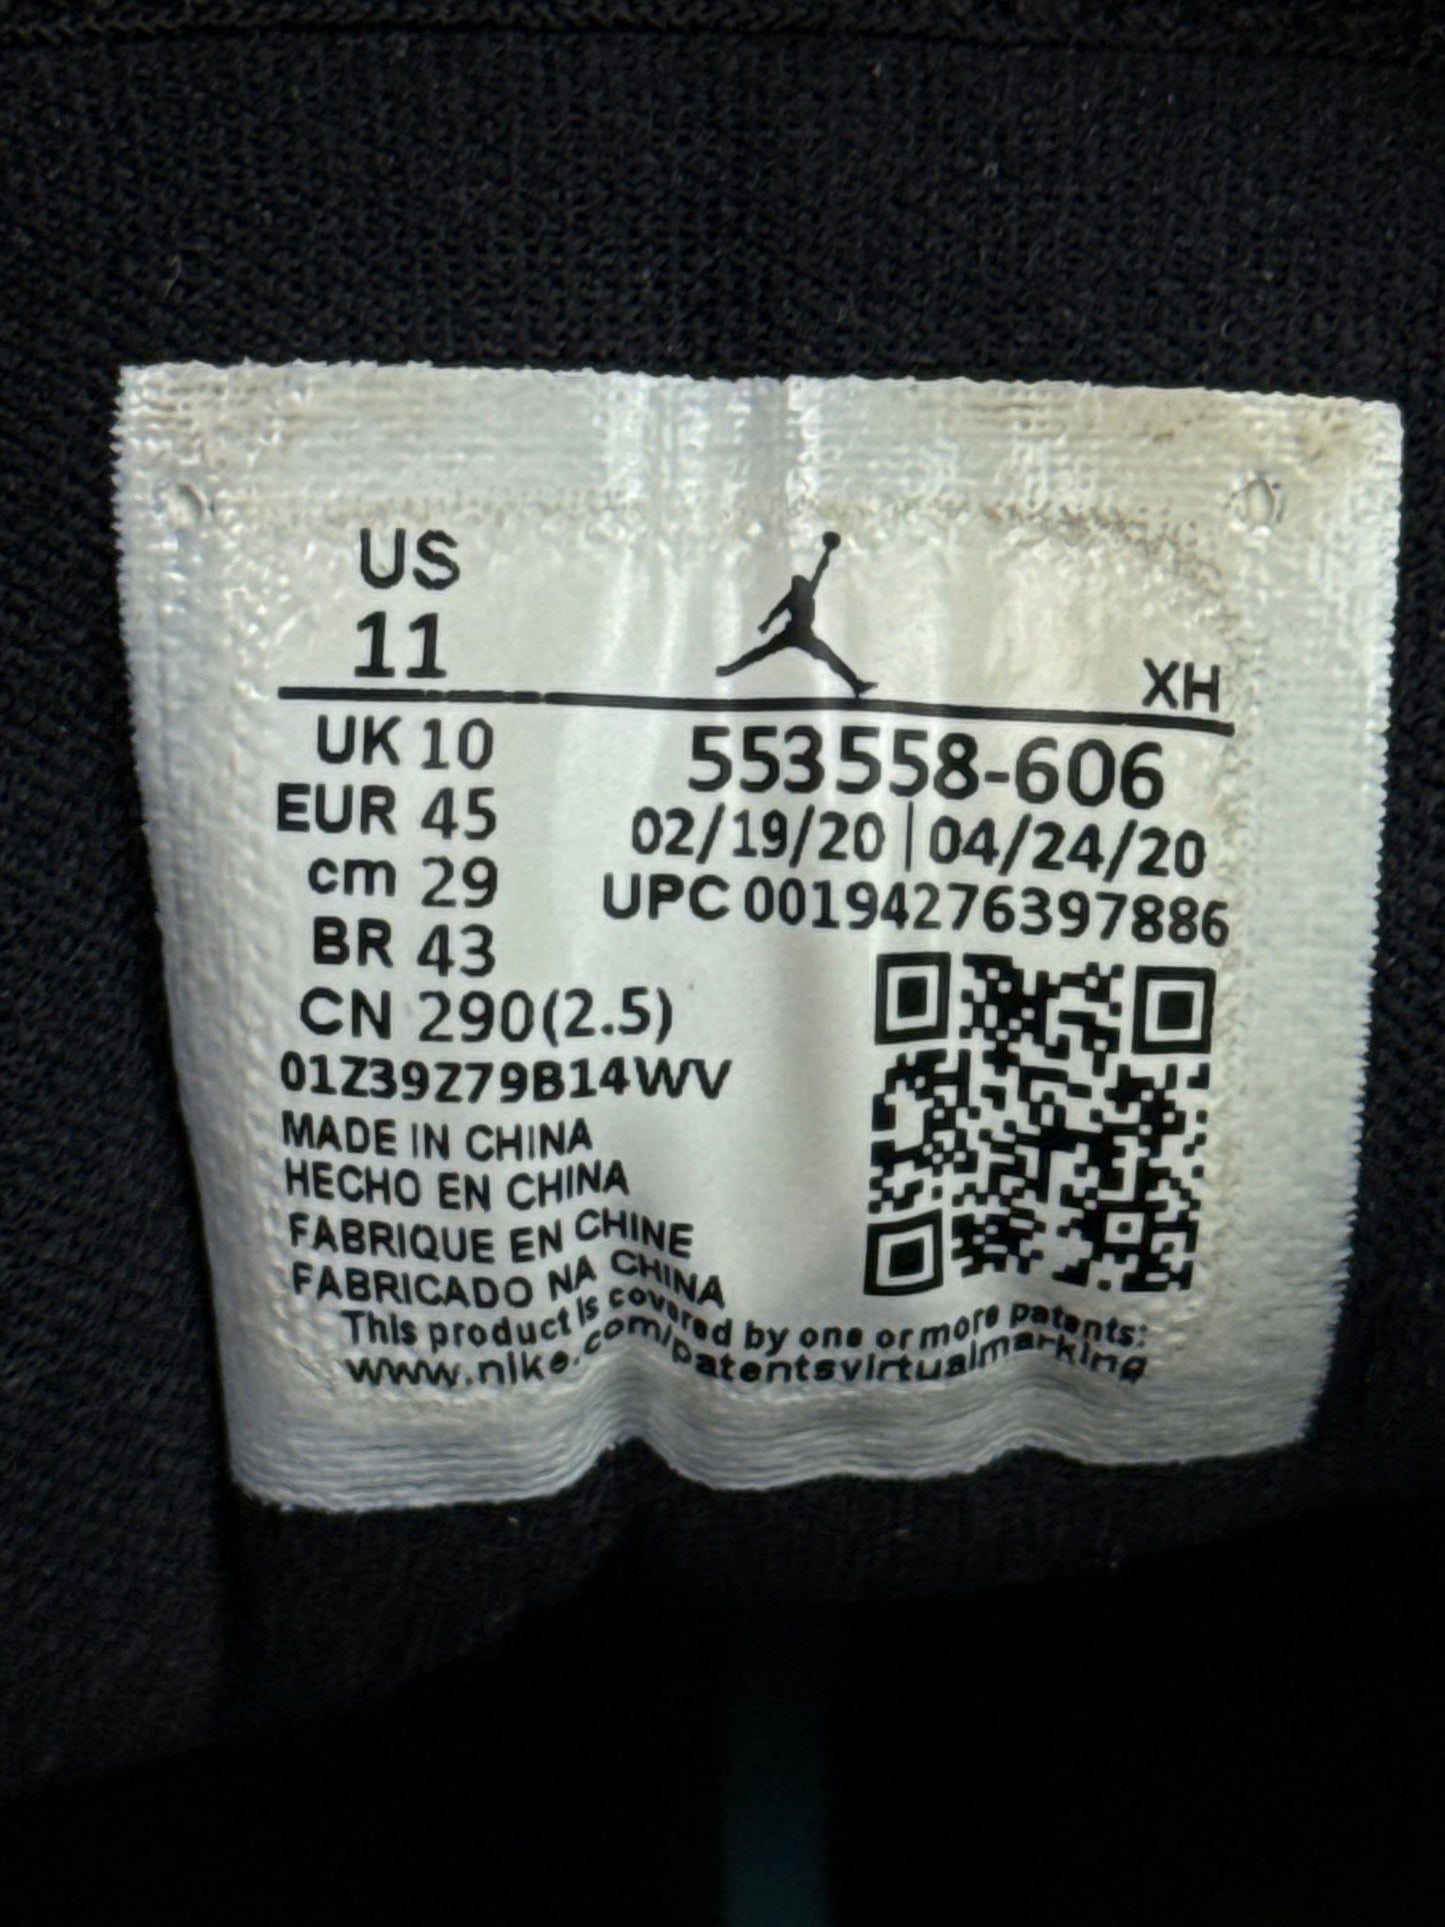 US
11
XH
UK 10
EUR 45
cm 29
BR 43
CN 290(2.5)
553558-606
02/19/20 | 04/24/20
UPC 00194276397886
01Z39Z79B14WV
MADE IN CHINA
HECHO EN CHINA
FABRIQUE EN CHINE
FABRICADO NA CHINA
This product is covered by one or more patents:
www.nike.com/patentsvirtualmarking